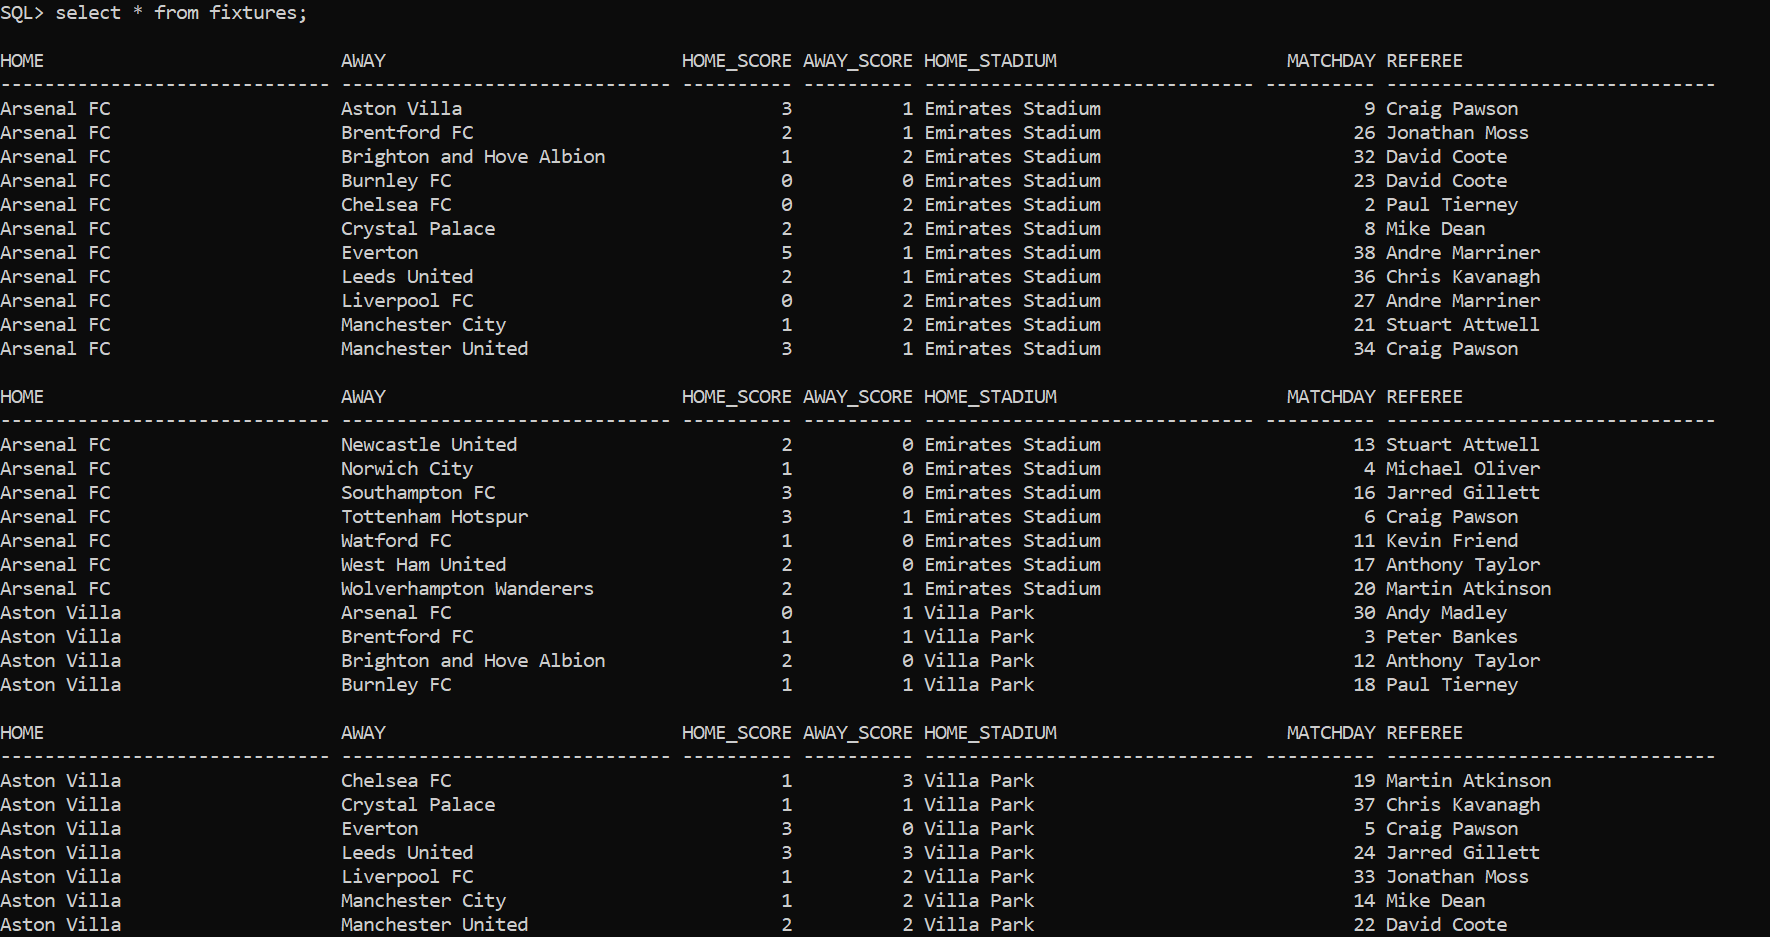 SQL> select * from fixtures;
HOME AWAY HOME_SCORE AWAY_SCORE HOME_STADIUM MATCHDAY REFEREE
------------------------------ ------------------------------ ---------- ---------- ------------------------------ ---------- ------------------------------
Arsenal FC Aston Villa 3 1 Emirates Stadium 9 Craig Pawson
Arsenal FC Brentford FC 2 1 Emirates Stadium 26 Jonathan Moss
Arsenal FC Brighton and Hove Albion 1 2 Emirates Stadium 32 David Coote
Arsenal FC Burnley FC 0 0 Emirates Stadium 23 David Coote
Arsenal FC Chelsea FC 0 2 Emirates Stadium 2 Paul Tierney
Arsenal FC Crystal Palace 2 2 Emirates Stadium 8 Mike Dean
Arsenal FC Everton 5 1 Emirates Stadium 38 Andre Marriner
Arsenal FC Leeds United 2 1 Emirates Stadium 36 Chris Kavanagh
Arsenal FC Liverpool FC 0 2 Emirates Stadium 27 Andre Marriner
Arsenal FC Manchester City 1 2 Emirates Stadium 21 Stuart Attwell
Arsenal FC Manchester United 3 1 Emirates Stadium 34 Craig Pawson
HOME AWAY HOME_SCORE AWAY_SCORE HOME_STADIUM MATCHDAY REFEREE
------------------------------ ------------------------------ ---------- ---------- ------------------------------ ---------- ------------------------------
Arsenal FC Newcastle United 2 0 Emirates Stadium 13 Stuart Attwell
Arsenal FC Norwich City 1 0 Emirates Stadium 4 Michael Oliver
Arsenal FC Southampton FC 3 0 Emirates Stadium 16 Jarred Gillett
Arsenal FC Tottenham Hotspur 3 1 Emirates Stadium 6 Craig Pawson
Arsenal FC Watford FC 1 0 Emirates Stadium 11 Kevin Friend
Arsenal FC West Ham United 2 0 Emirates Stadium 17 Anthony Taylor
Arsenal FC Wolverhampton Wanderers 2 1 Emirates Stadium 20 Martin Atkinson
Aston Villa Arsenal FC 0 1 Villa Park 30 Andy Madley
Aston Villa Brentford FC 1 1 Villa Park 3 Peter Bankes
Aston Villa Brighton and Hove Albion 2 0 Villa Park 12 Anthony Taylor
Aston Villa Burnley FC 1 1 Villa Park 18 Paul Tierney
HOME AWAY HOME_SCORE AWAY_SCORE HOME_STADIUM MATCHDAY REFEREE
------------------------------ ------------------------------ ---------- ---------- ------------------------------ ---------- ------------------------------
Aston Villa Chelsea FC 1 3 Villa Park 19 Martin Atkinson
Aston Villa Crystal Palace 1 1 Villa Park 37 Chris Kavanagh
Aston Villa Everton 3 0 Villa Park 5 Craig Pawson
Aston Villa Leeds United 3 3 Villa Park 24 Jarred Gillett
Aston Villa Liverpool FC 1 2 Villa Park 33 Jonathan Moss
Aston Villa Manchester City 1 2 Villa Park 14 Mike Dean
Aston Villa Manchester United 2 2 Villa Park 22 David Coote